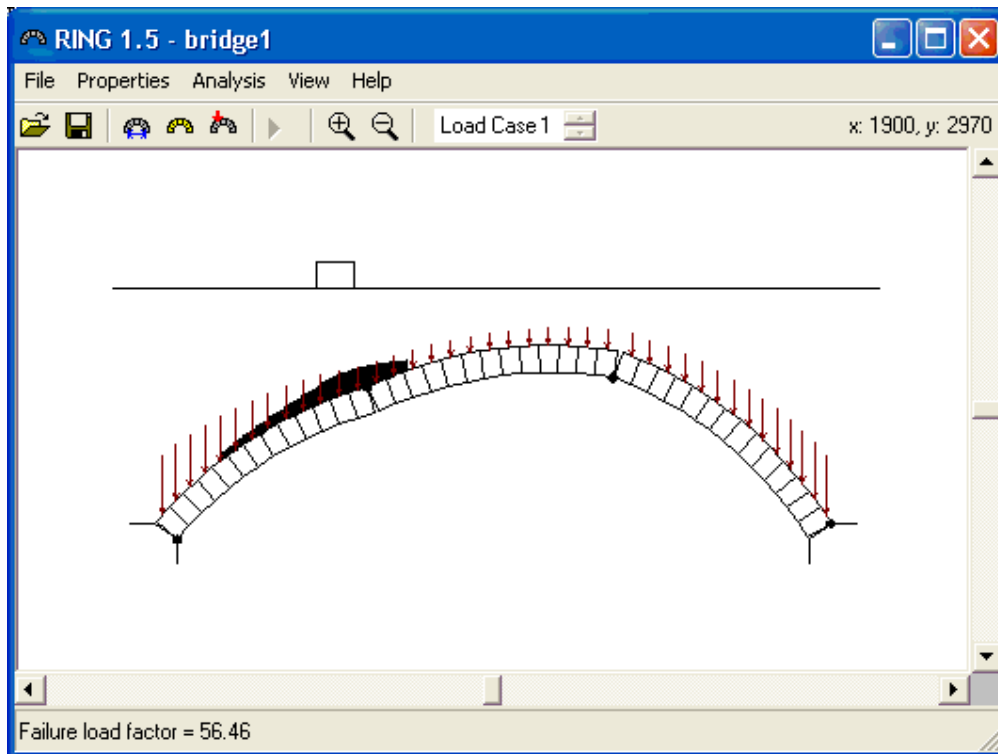 RING 1.5 - bridge1
File Properties Analysis View Help
Load Case 1 x: 1900, y: 2970
Failure load factor = 56.46